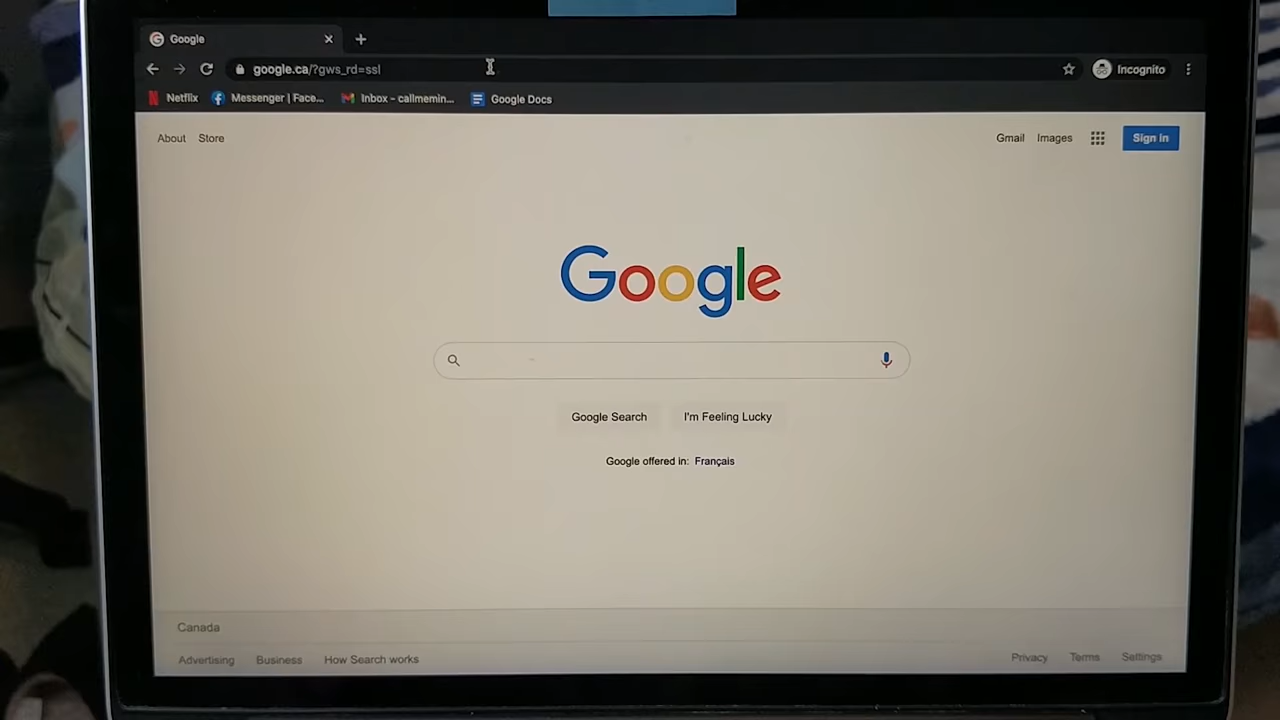 Google
google.ca/?gws_rd=ssl
Incognito
Netflix
Messenger | Face...
Inbox - callmemin...
Google Docs
About
Store
Gmail
Images
Sign in
Google
Google Search
I'm Feeling Lucky
Google offered in: Français
Canada
Advertising
Business
How Search works
Privacy
Terms
Settings